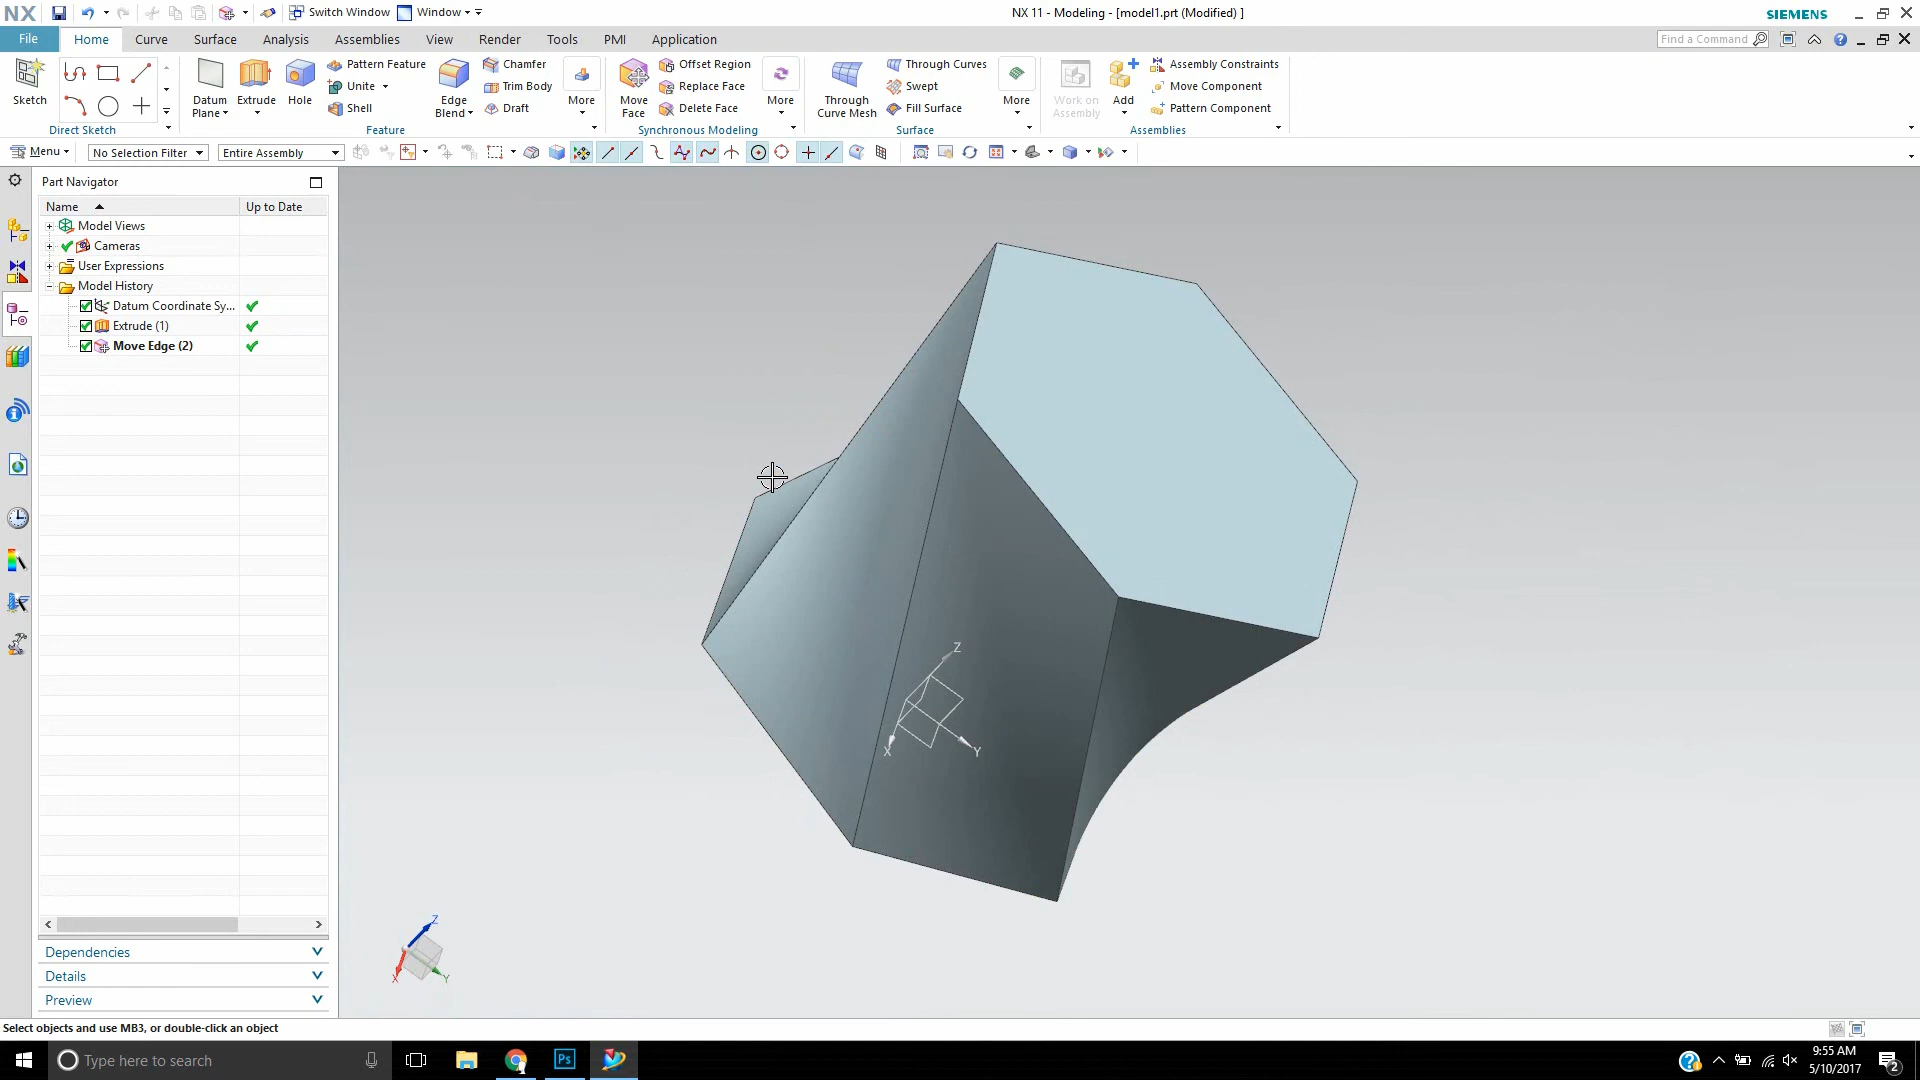 NX
Switch Window
Window
NX 11 - Modeling - [model1.prt (Modified) ]
SIEMENS
File
Home
Curve
Surface
Analysis
Assemblies
View
Render
Tools
PMI
Application
Find a Command
Sketch
Direct Sketch
Datum Plane
Extrude
Hole
Pattern Feature
Unite
Shell
Edge Blend
Chamfer
Trim Body
Draft
More
Feature
Move Face
Offset Region
Replace Face
Delete Face
More
Synchronous Modeling
Through Curve Mesh
Through Curves
Swept
Fill Surface
More
Surface
Work on Assembly
Add
Assembly Constraints
Move Component
Pattern Component
Assemblies
Menu
No Selection Filter
Entire Assembly
Part Navigator
Name
Up to Date
Model Views
Cameras
User Expressions
Model History
Datum Coordinate Sy...
Extrude (1)
Move Edge (2)
Z
X
Y
Z
X
Y
Dependencies
Details
Preview
Select objects and use MB3, or double-click an object
Type here to search
Ps
9:55 AM
5/10/2017
2